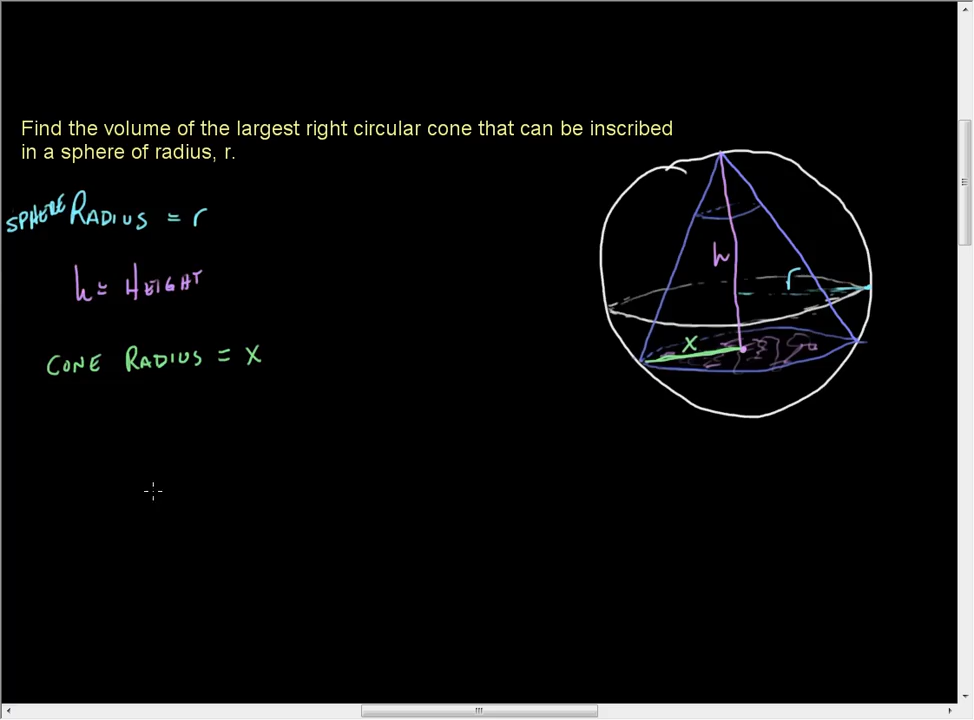 Find the volume of the largest right circular cone that can be inscribed
in a sphere of radius, r.
SPHERE RADIUS = r
h = HEIGHT
CONE RADIUS = X
h
r
X